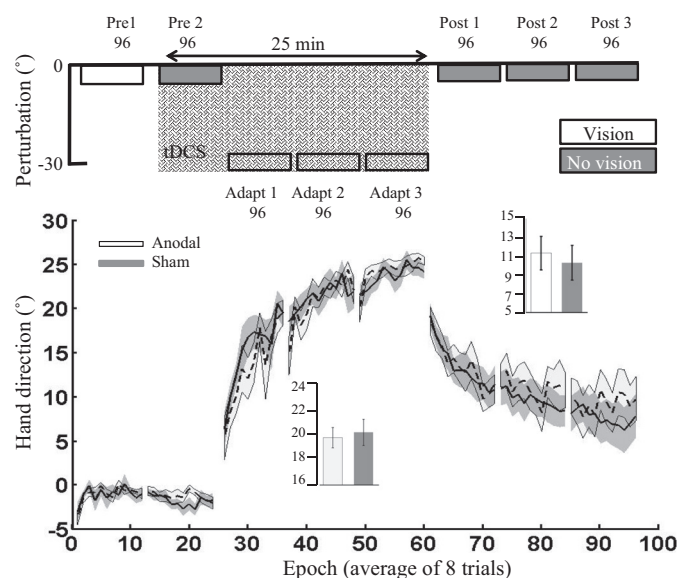 Pre1 Pre 2 Post 1 Post 2 Post 3
96 96 25 min 96 96 96
0
Perturbation (°)
-30
tDCS
Vision
No vision
Adapt 1 Adapt 2 Adapt 3
96 96 96
30
25
20
15
10
5
0
-5
Hand direction (°)
Anodal
Sham
15
13
11
9
7
5
24
22
20
18
16
0 10 20 30 40 50 60 70 80 90 100
Epoch (average of 8 trials)